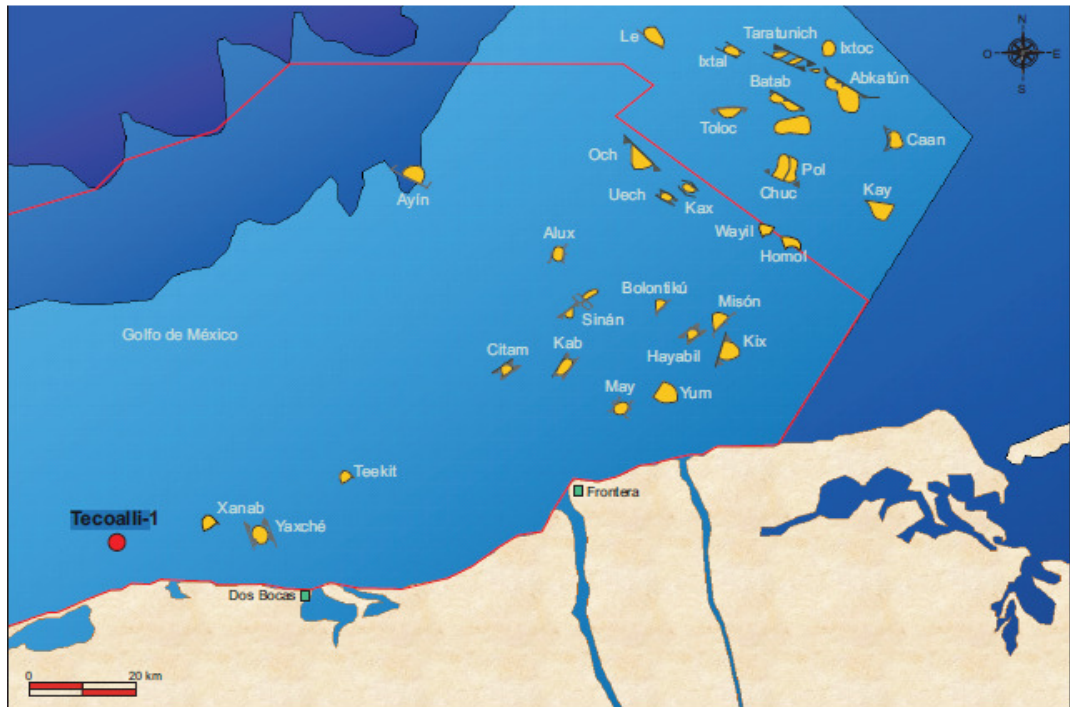 N
O
E
S
Le
Taratunich
Ixtoc
Ixtal
Batab
Abkatún
Toloc
Caan
Och
Pol
Chuc
Kay
Ayín
Uech
Kax
Wayil
Homol
Alux
Bolontikú
Misón
Sinán
Golfo de México
Citam
Kab
Hayabil
Kix
May
Yum
Teekit
Xanab
Yaxché
Tecoalli-1
Frontera
Dos Bocas
0 20 km